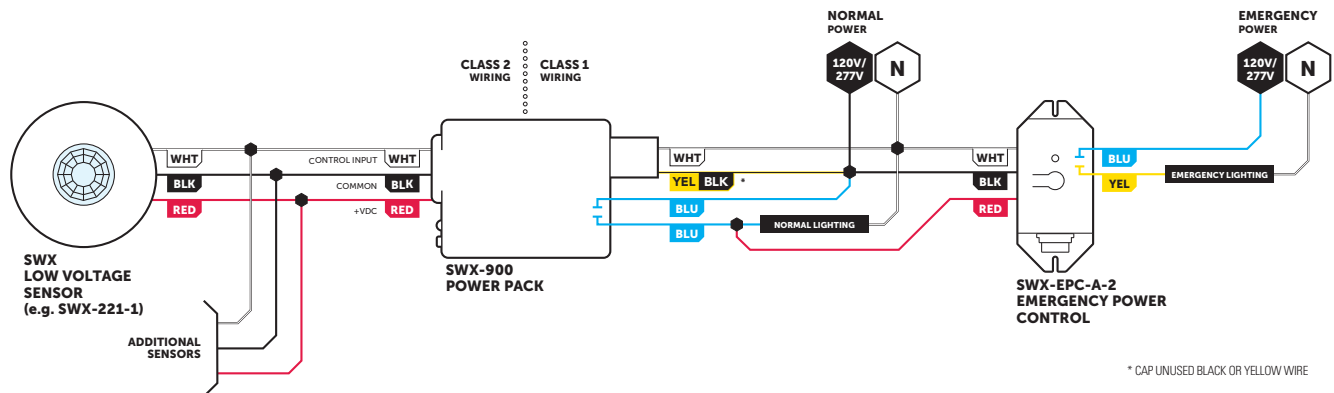 NORMAL
POWER
EMERGENCY
POWER
120V/
277V
N
120V/
277V
N
CLASS 2
WIRING
CLASS 1
WIRING
WHT
CONTROL INPUT
WHT
WHT
WHT
BLU
BLK
COMMON
BLK
YEL BLK *
BLK
YEL
EMERGENCY LIGHTING
RED
+VDC
RED
BLU
RED
BLU
NORMAL LIGHTING
SWX
LOW VOLTAGE
SENSOR
(e.g. SWX-221-1)
SWX-900
POWER PACK
SWX-EPC-A-2
EMERGENCY POWER
CONTROL
ADDITIONAL
SENSORS
* CAP UNUSED BLACK OR YELLOW WIRE